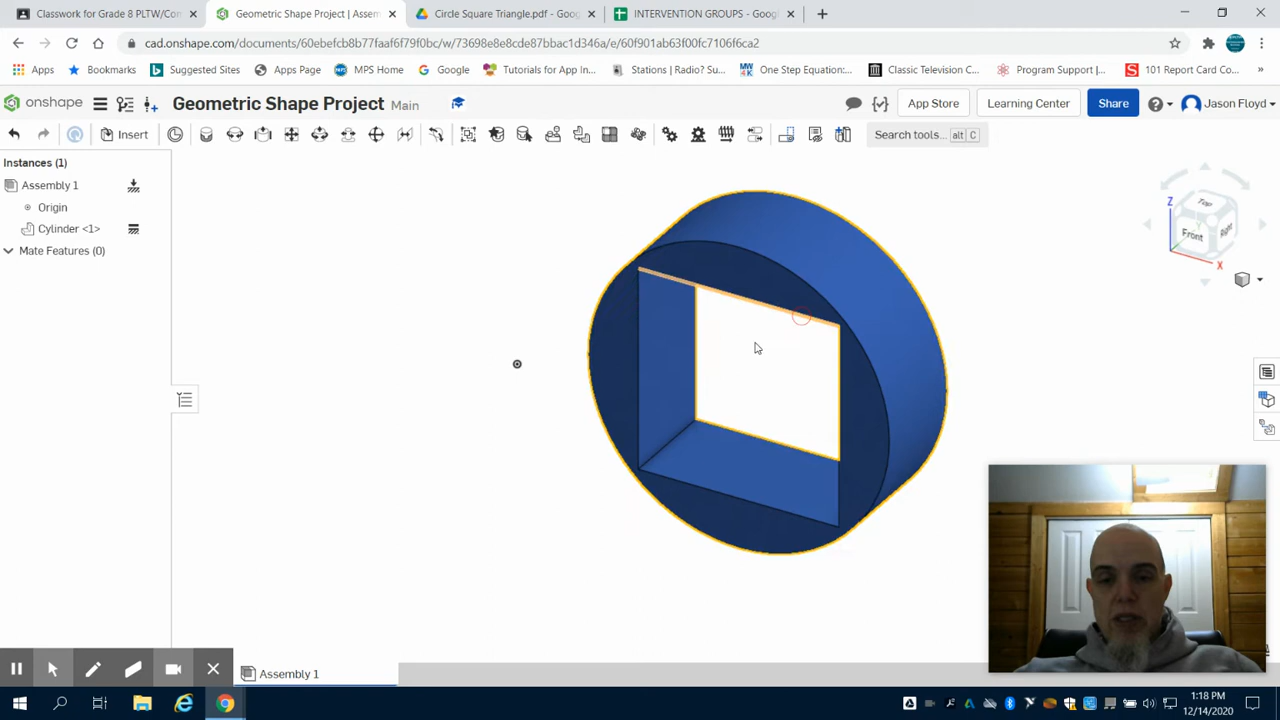 Classwork for Grade 8 PLTW/Com
Geometric Shape Project | Assem
Circle Square Triangle.pdf - Goog
INTERVENTION GROUPS - Google
cad.onshape.com/documents/60ebefcb8b77faaf6f79f0bc/w/73698e8e8cde87bbac1d346a/e/60f901ab63f00fc7106f6ca2
Apps
Bookmarks
Suggested Sites
Apps Page
MPS Home
Google
Tutorials for App In...
Stations | Radio? Su...
One Step Equation:...
Classic Television C...
Program Support |...
101 Report Card Co...
»
onshape
Geometric Shape Project Main
App Store
Learning Center
Share
Jason Floyd
Insert
Search tools... alt C
Instances (1)
Assembly 1
Origin
Cylinder <1>
Mate Features (0)
Top
Front
Right
Z
X
Assembly 1
1:18 PM
12/14/2020